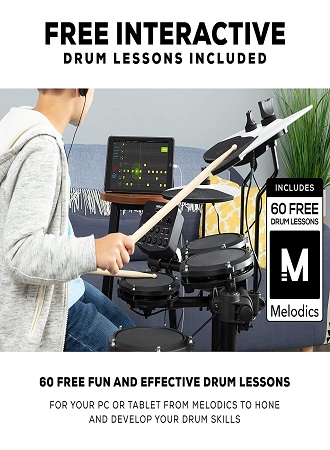 FREE INTERACTIVE
DRUM LESSONS INCLUDED
INCLUDES
60 FREE
DRUM LESSONS
M
Melodics
60 FREE FUN AND EFFECTIVE DRUM LESSONS
FOR YOUR PC OR TABLET FROM MELODICS TO HONE
AND DEVELOP YOUR DRUM SKILLS